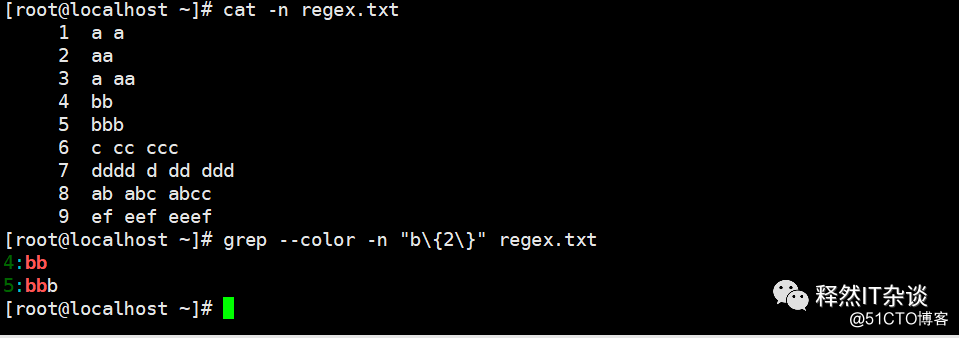 [root@localhost ~]# cat -n regex.txt
     1  a a
     2  aa
     3  a aa
     4  bb
     5  bbb
     6  c cc ccc
     7  dddd d dd ddd
     8  ab abc abcc
     9  ef eef eeef
[root@localhost ~]# grep --color -n "b\{2\}" regex.txt
4:bb
5:bbb
[root@localhost ~]#
释然IT杂谈
@51CTO博客